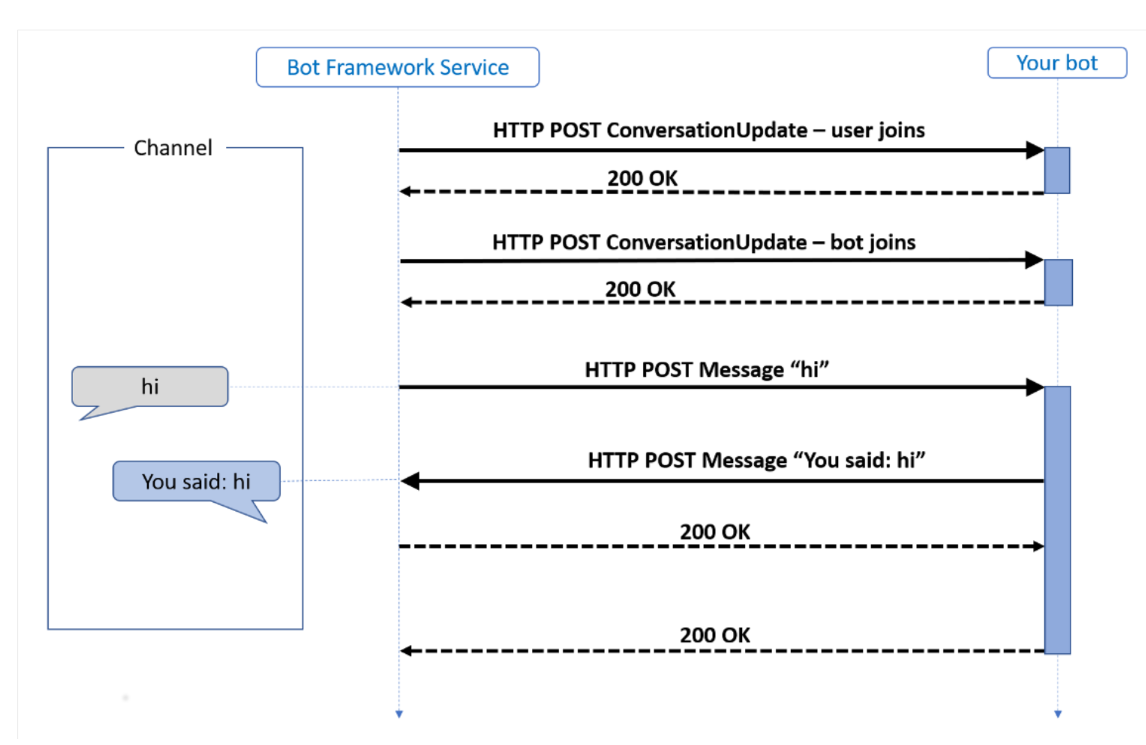 Bot Framework Service
Your bot
HTTP POST ConversationUpdate – user joins
Channel
200 OK
HTTP POST ConversationUpdate – bot joins
200 OK
HTTP POST Message “hi”
hi
HTTP POST Message “You said: hi”
You said: hi
200 OK
200 OK